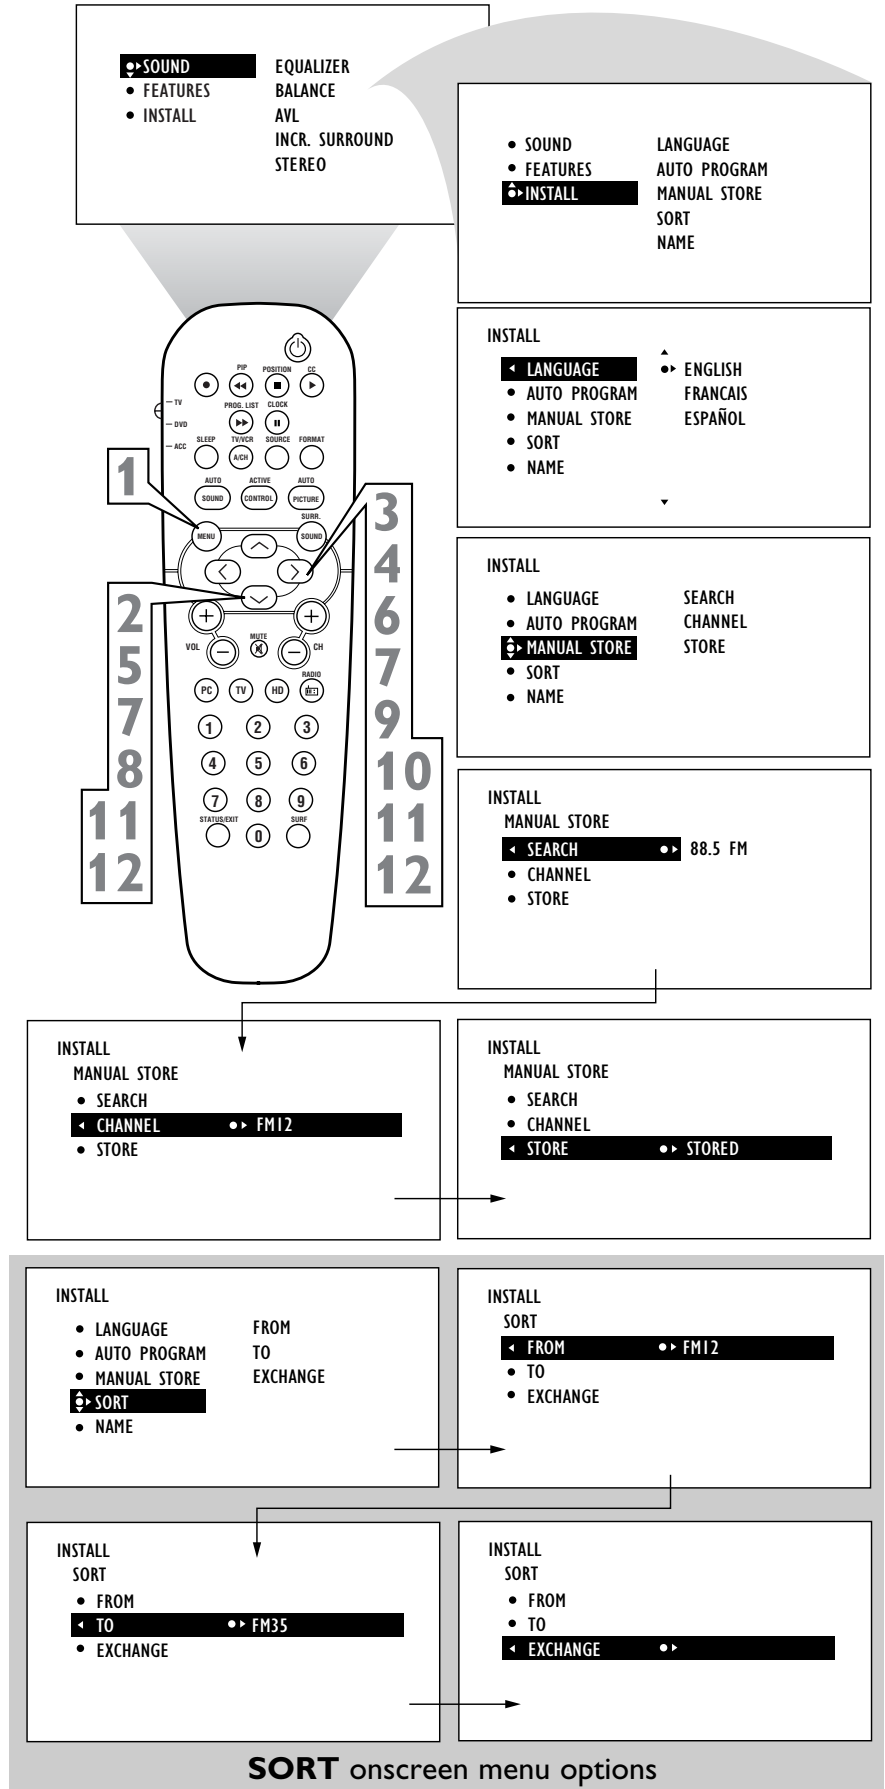 SOUND EQUALIZER
FEATURES BALANCE
INSTALL AVL
INCR. SURROUND
STEREO
SOUND LANGUAGE
FEATURES AUTO PROGRAM
INSTALL MANUAL STORE
SORT
NAME
INSTALL
LANGUAGE ENGLISH
AUTO PROGRAM FRANCAIS
MANUAL STORE ESPAÑOL
SORT
NAME
INSTALL
LANGUAGE SEARCH
AUTO PROGRAM CHANNEL
MANUAL STORE STORE
SORT
NAME
INSTALL
MANUAL STORE
SEARCH 88.5 FM
CHANNEL
STORE
PIP POSITION CC
TV
PROG. LIST CLOCK
DVD
ACC
SLEEP TV/VCR SOURCE FORMAT
A/CH
AUTO ACTIVE AUTO
SOUND CONTROL PICTURE
SURR.
MENU SOUND
MUTE
VOL CH
RADIO
PC TV HD
1 2 3
4 5 6
7 8 9
STATUS/EXIT SURF
0
1
2
5
7
8
11
12
3
4
6
7
9
10
11
12
INSTALL
MANUAL STORE
SEARCH
CHANNEL FM12
STORE
INSTALL
MANUAL STORE
SEARCH
CHANNEL
STORE STORED
INSTALL
LANGUAGE FROM
AUTO PROGRAM TO
MANUAL STORE EXCHANGE
SORT
NAME
INSTALL
SORT
FROM FM12
TO
EXCHANGE
INSTALL
SORT
FROM
TO FM35
EXCHANGE
INSTALL
SORT
FROM
TO
EXCHANGE
SORT onscreen menu options